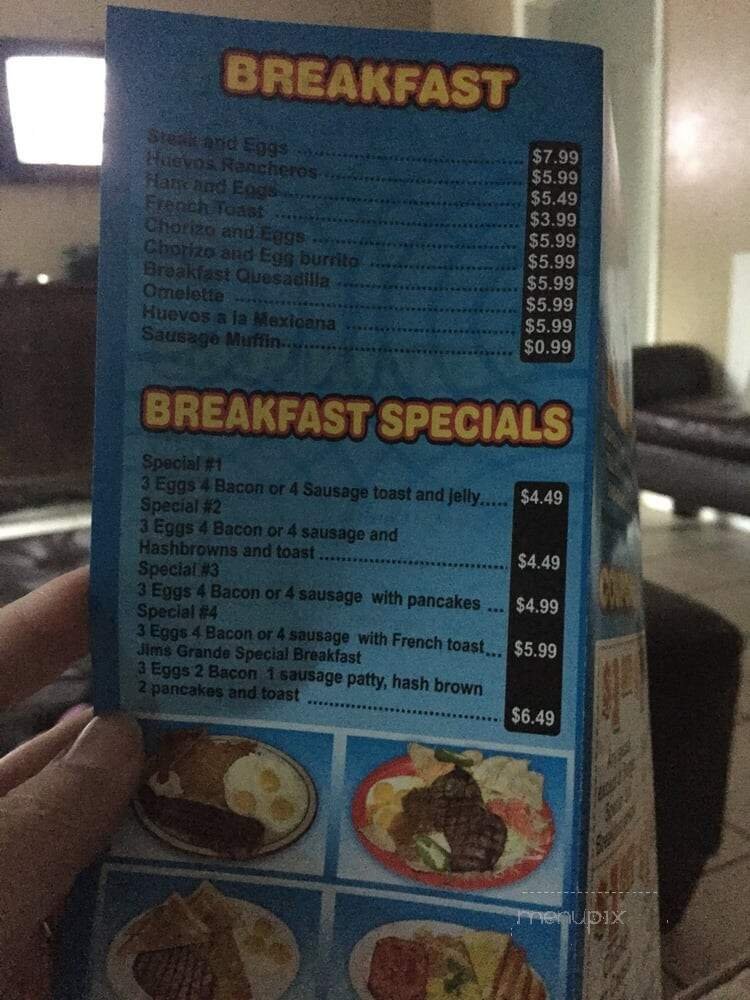 BREAKFAST
Steak and Eggs ........ $7.99
Huevos Rancheros ........ $5.99
Ham and Eggs ........ $5.49
French Toast ........ $3.99
Chorizo and Eggs ........ $5.99
Chorizo and Egg burrito ........ $5.99
Breakfast Quesadilla ........ $5.99
Omelette ........ $5.99
Huevos a la Mexicana ........ $5.99
Sausage Muffin........ $0.99
BREAKFAST SPECIALS
Special #1
3 Eggs 4 Bacon or 4 Sausage toast and jelly..... $4.49
Special #2
3 Eggs 4 Bacon or 4 sausage and
Hashbrowns and toast ........ $4.49
Special #3
3 Eggs 4 Bacon or 4 sausage with pancakes ... $4.99
Special #4
3 Eggs 4 Bacon or 4 sausage with French toast... $5.99
Jims Grande Special Breakfast
3 Eggs 2 Bacon 1 sausage patty, hash brown
2 pancakes and toast ........ $6.49
menupix